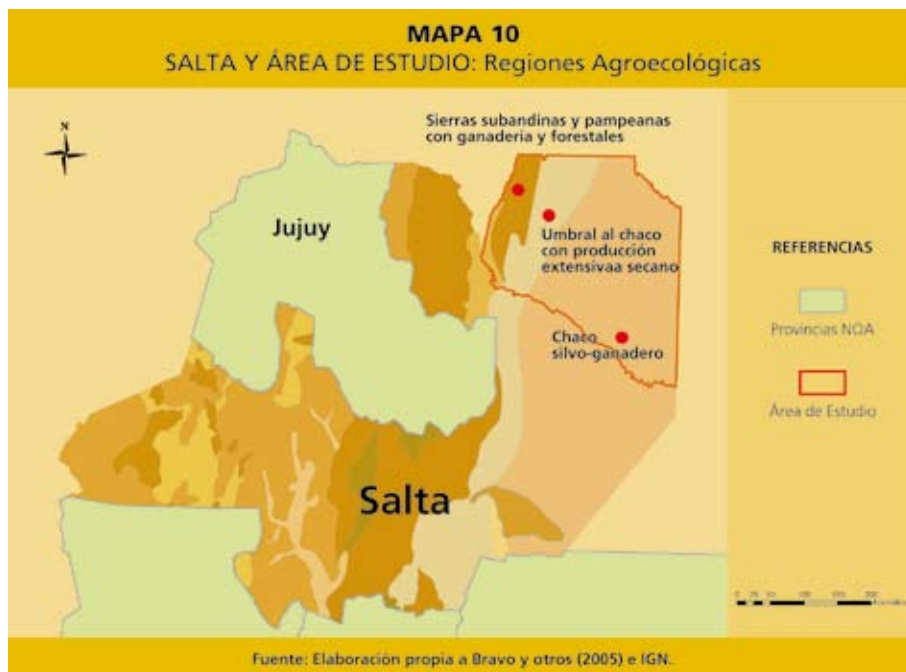 MAPA 10
SALTA Y ÁREA DE ESTUDIO: Regiones Agroecológicas
Sierras subandinas y pampeanas
con ganaderia y forestales
N
Jujuy
Umbral al chaco
con producción
extensivaa secano
Chaco
silvo-ganadero
Salta
REFERENCIAS
Provincias NOA
Área de Estudio
Fuente: Elaboración propia a Bravo y otros (2005) e IGN.